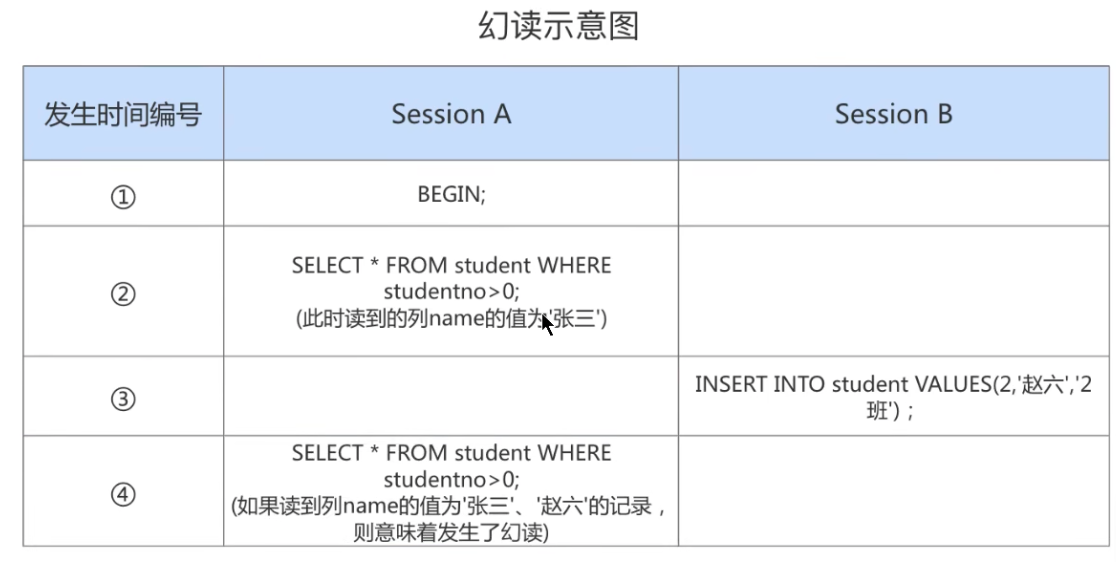 幻读示意图
发生时间编号
Session A
Session B
①
BEGIN;
②
SELECT * FROM student WHERE
studentno>0;
(此时读到的列name的值为'张三')
③
INSERT INTO student VALUES(2,'赵六','2
班') ;
④
SELECT * FROM student WHERE
studentno>0;
(如果读到列name的值为'张三'、'赵六'的记录，
则意味着发生了幻读)